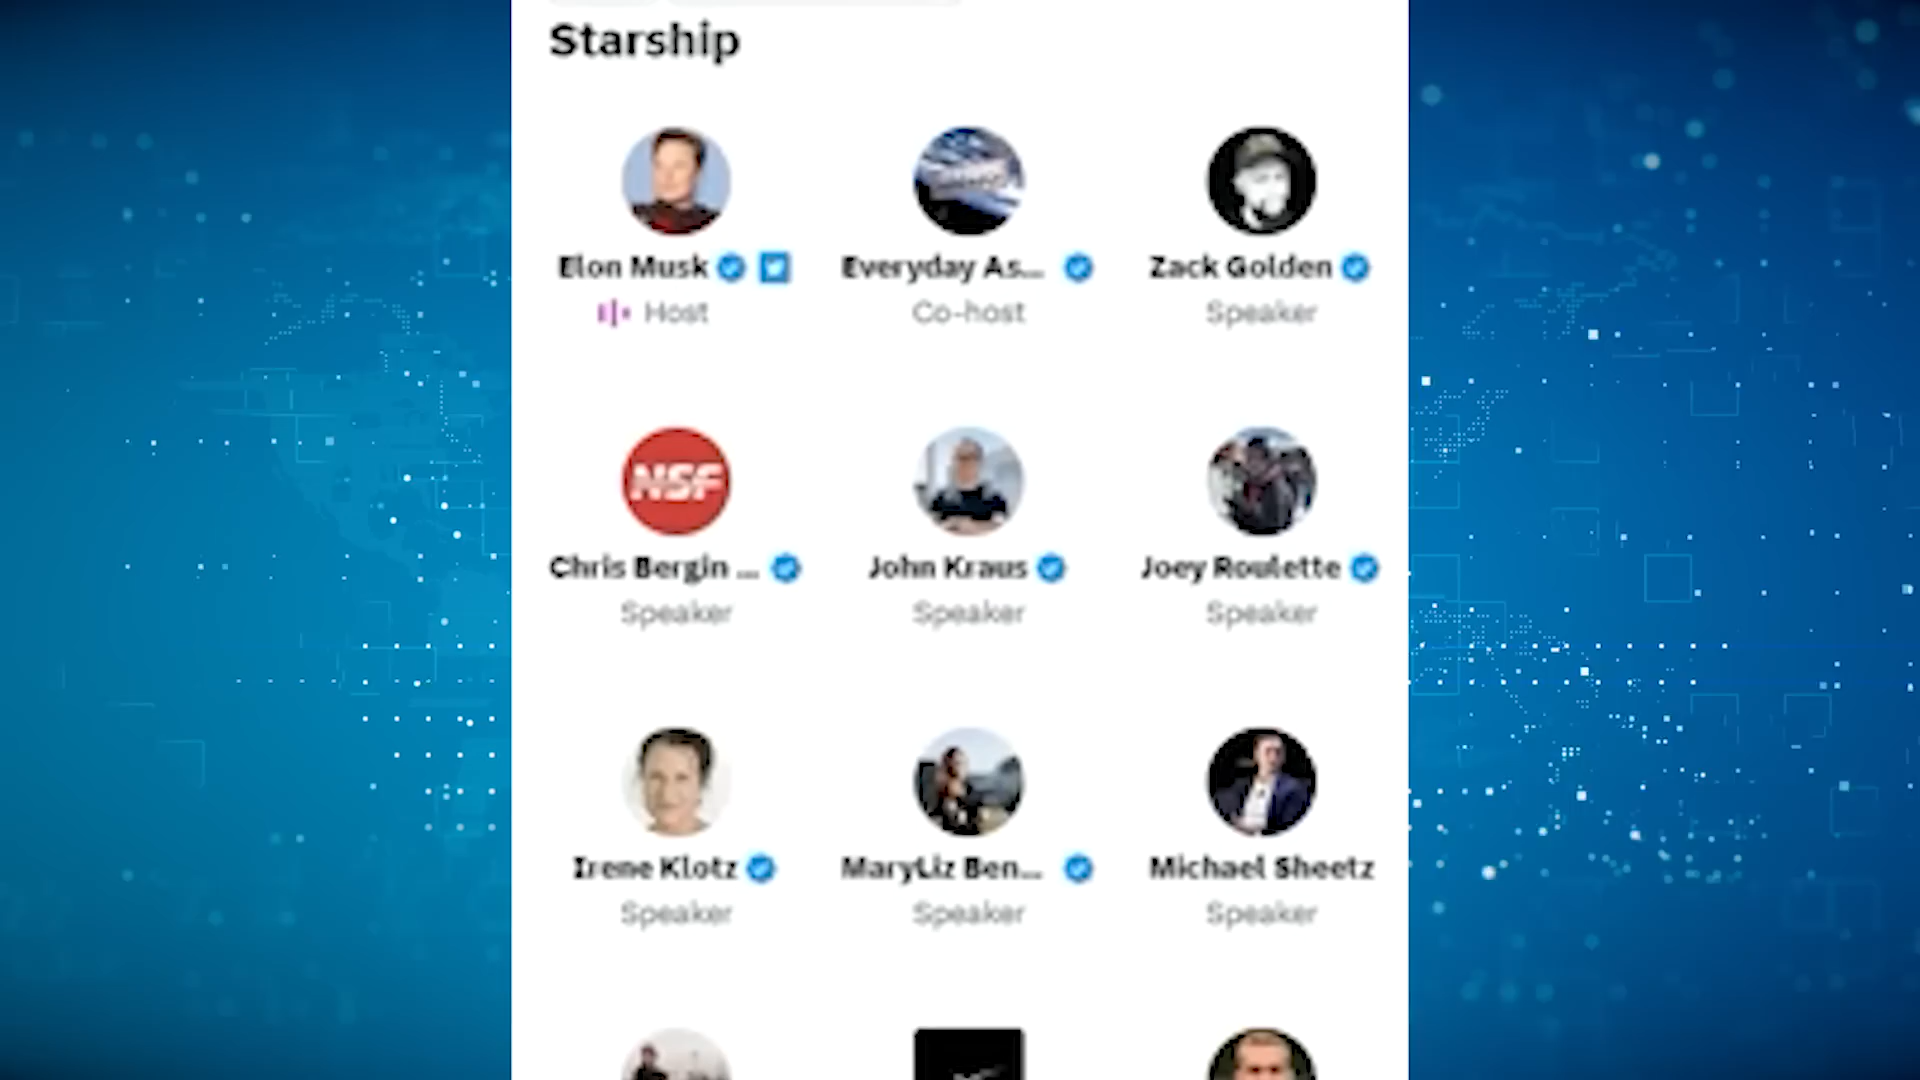 Starship
Elon Musk
Everyday As...
Zack Golden
Host
Co-host
Speaker
NSF
Chris Bergin ...
John Kraus
Joey Roulette
Speaker
Speaker
Speaker
Irene Klotz
MaryLiz Ben...
Michael Sheetz
Speaker
Speaker
Speaker